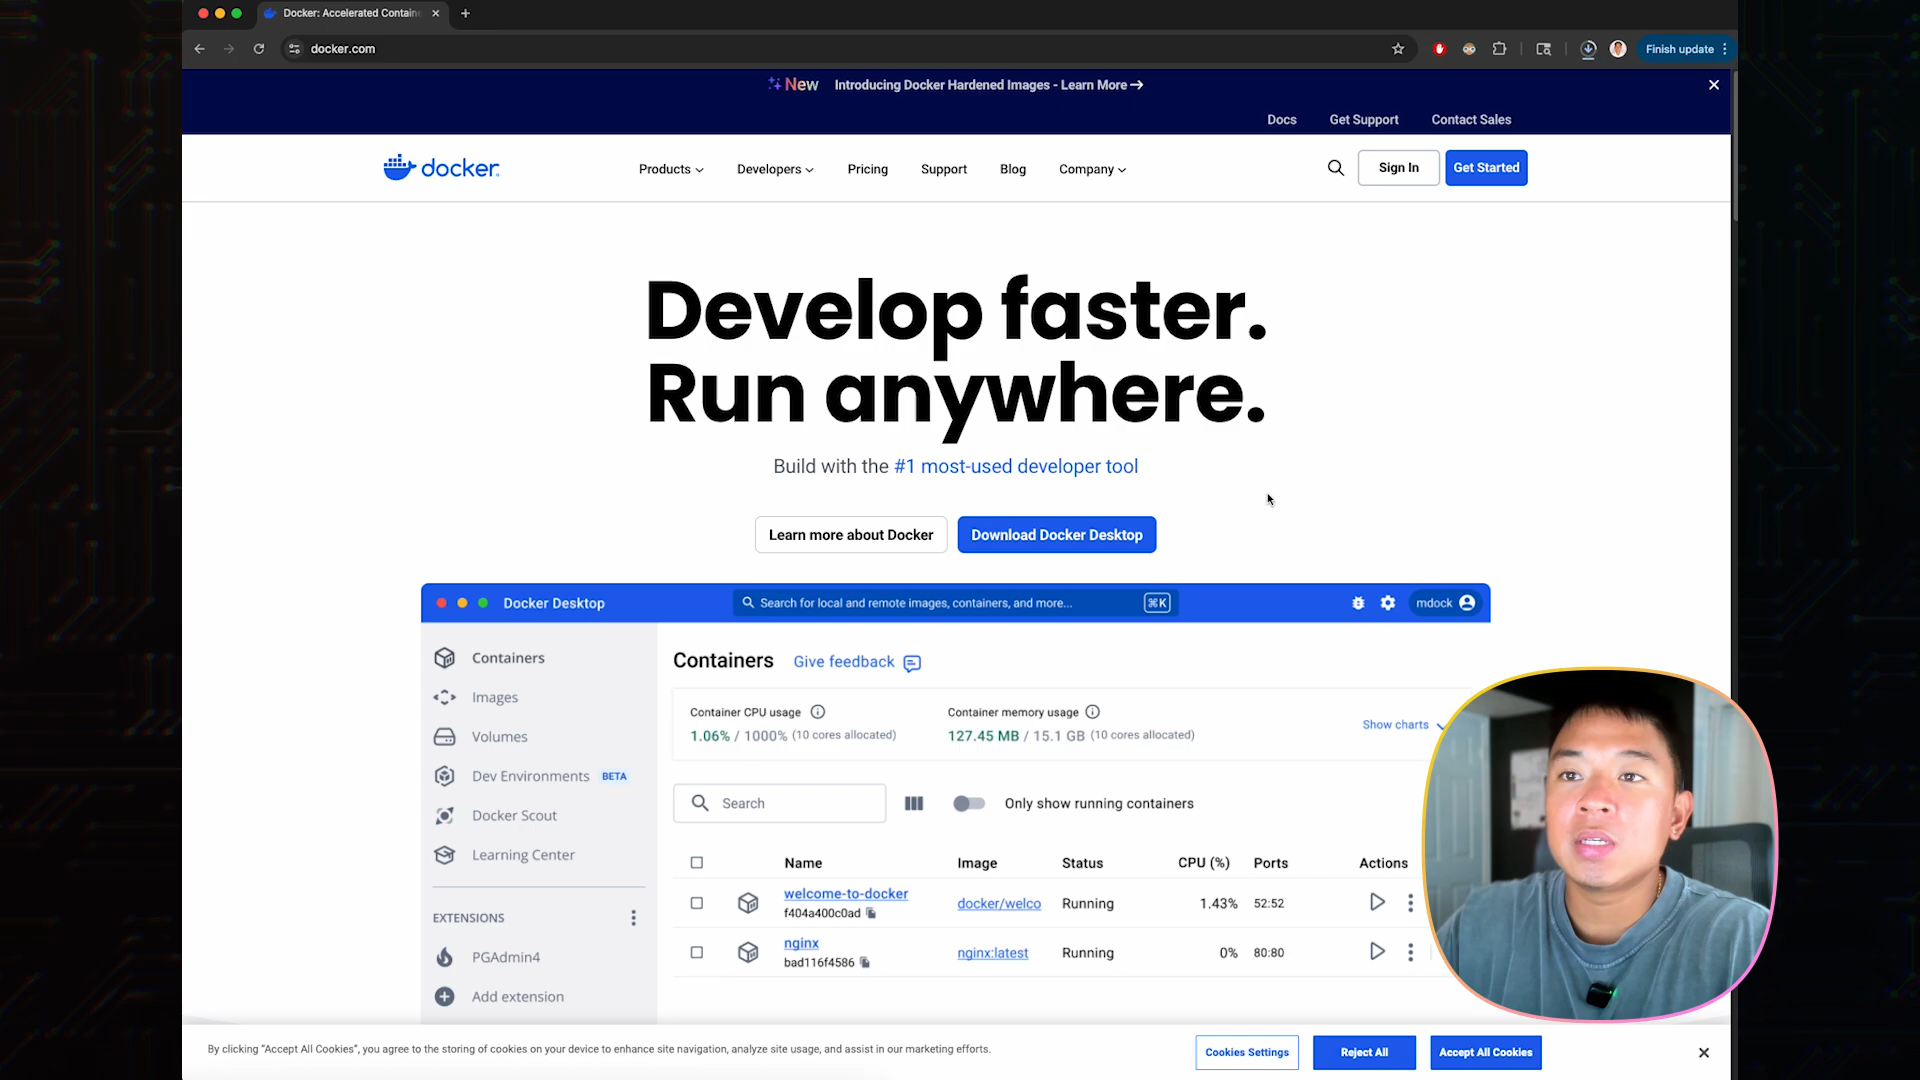 Docker: Accelerated Contain
docker.com
Finish update
New Introducing Docker Hardened Images - Learn More →
Docs Get Support Contact Sales
docker
Products Developers Pricing Support Blog Company
Sign In Get Started
Develop faster.
Run anywhere.
Build with the #1 most-used developer tool
Learn more about Docker Download Docker Desktop
Docker Desktop
Search for local and remote images, containers, and more...
⌘K
mdock
Containers
Images
Volumes
Dev Environments BETA
Docker Scout
Learning Center
EXTENSIONS
PGAdmin4
Add extension
Containers Give feedback
Container CPU usage
1.06% / 1000% (10 cores allocated)
Container memory usage
127.45 MB / 15.1 GB (10 cores allocated)
Show charts
Search
Only show running containers
Name Image Status CPU (%) Ports Actions
welcome-to-docker docker/welco Running 1.43% 52:52
f404a400c0ad
nginx nginx:latest Running 0% 80:80
bad116f4586
By clicking “Accept All Cookies”, you agree to the storing of cookies on your device to enhance site navigation, analyze site usage, and assist in our marketing efforts.
Cookies Settings Reject All Accept All Cookies